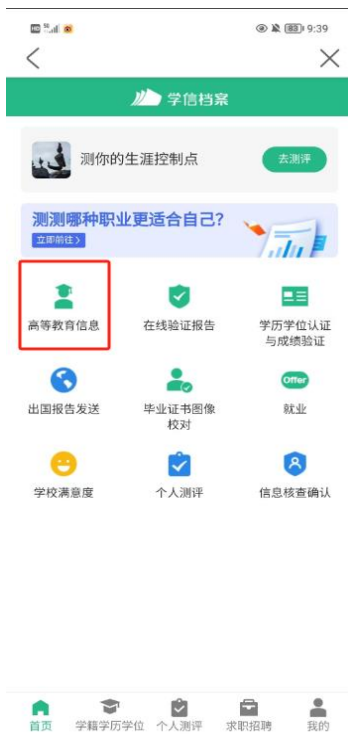 HD 5G 83 9:39
学信档案
测你的生涯控制点
去测评
测测哪种职业更适合自己?
立即前往>
高等教育信息
在线验证报告
学历学位认证
与成绩验证
出国报告发送
毕业证书图像
校对
Offer
就业
学校满意度
个人测评
信息核查确认
首页
学籍学历学位
个人测评
求职招聘
我的